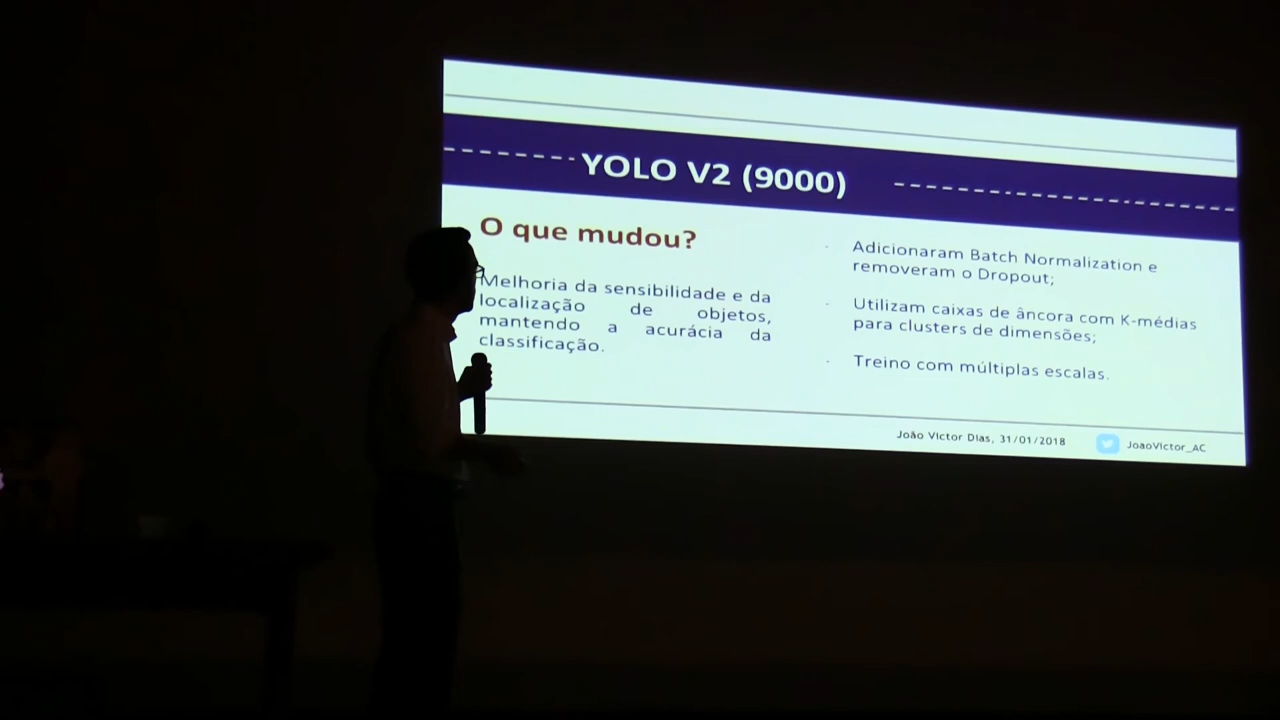 YOLO V2 (9000)
O que mudou?
Melhoria da sensibilidade e da
localização de objetos,
mantendo a acurácia da
classificação.
- Adicionaram Batch Normalization e
removeram o Dropout;
- Utilizam caixas de âncora com K-médias
para clusters de dimensões;
- Treino com múltiplas escalas.
João Victor Dias, 31/01/2018
JoaoVictor_AC